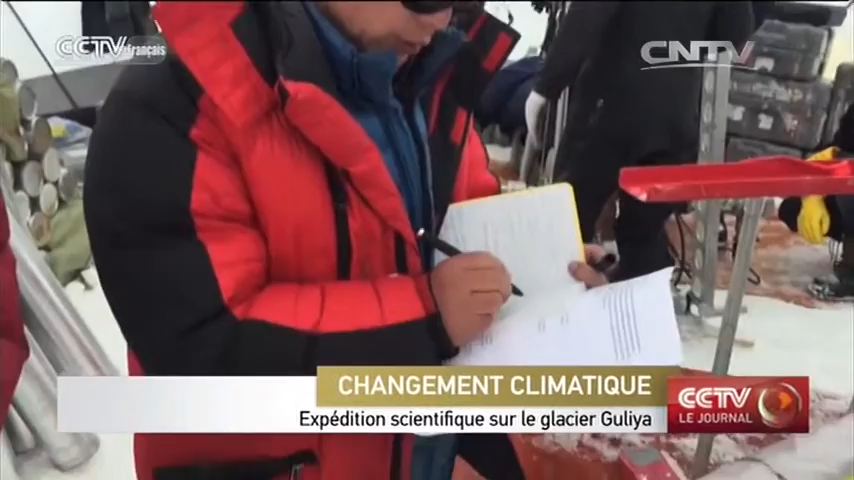 CCTV français
CNTV
CHANGEMENT CLIMATIQUE
Expédition scientifique sur le glacier Guliya
CCTV
LE JOURNAL